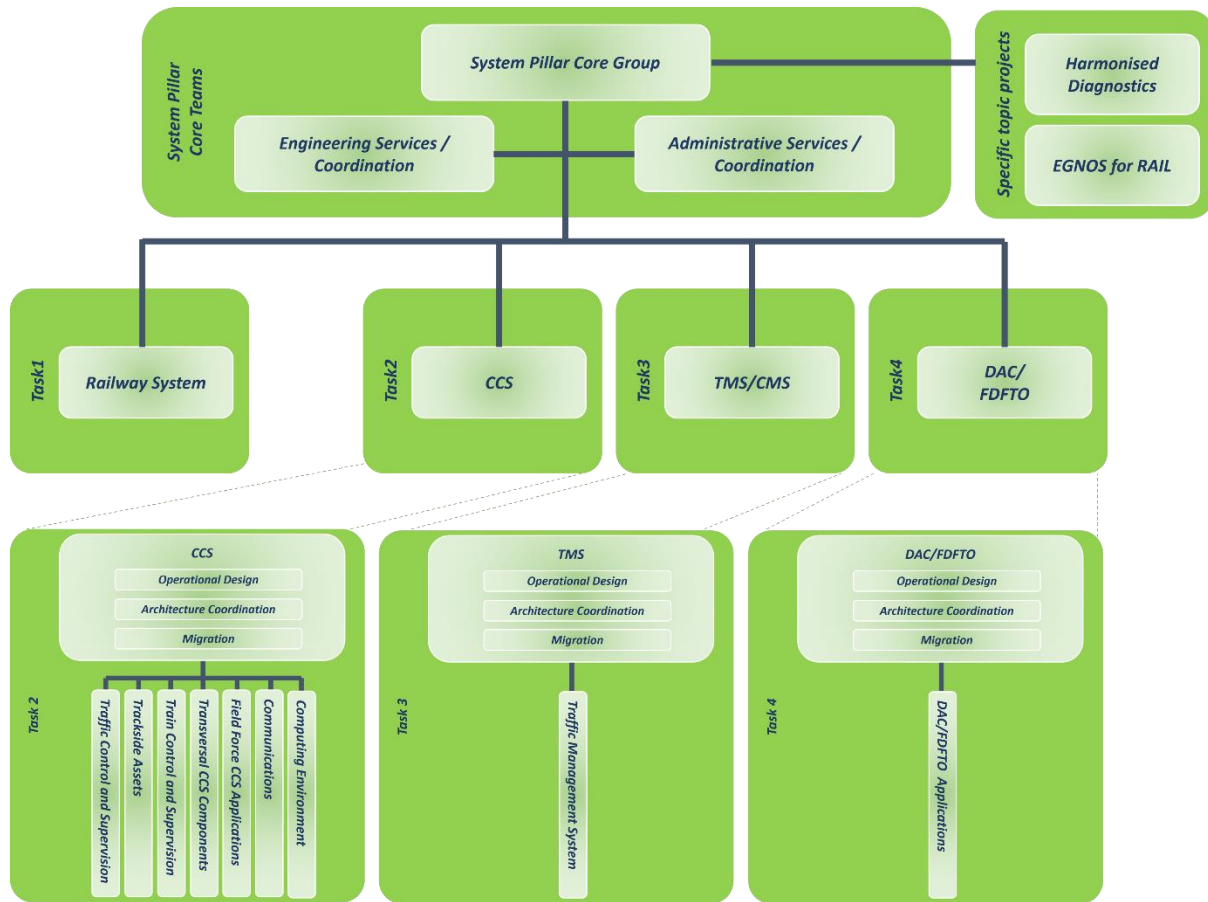 System Pillar
Core Teams
System Pillar Core Group
Engineering Services /
Coordination
Administrative Services /
Coordination
Specific topic projects
Harmonised
Diagnostics
EGNOS for RAIL
Task1
Railway System
Task2
CCS
Task3
TMS/CMS
Task4
DAC/
FDFTO
Task 2
CCS
Operational Design
Architecture Coordination
Migration
Traffic Control and Supervision
Trackside Assets
Train Control and Supervision
Transversal CCS Components
Field Force CCS Applications
Communications
Computing Environment
Task 3
TMS
Operational Design
Architecture Coordination
Migration
Traffic Management System
Task 4
DAC/FDFTO
Operational Design
Architecture Coordination
Migration
DAC/FDFTO Applications